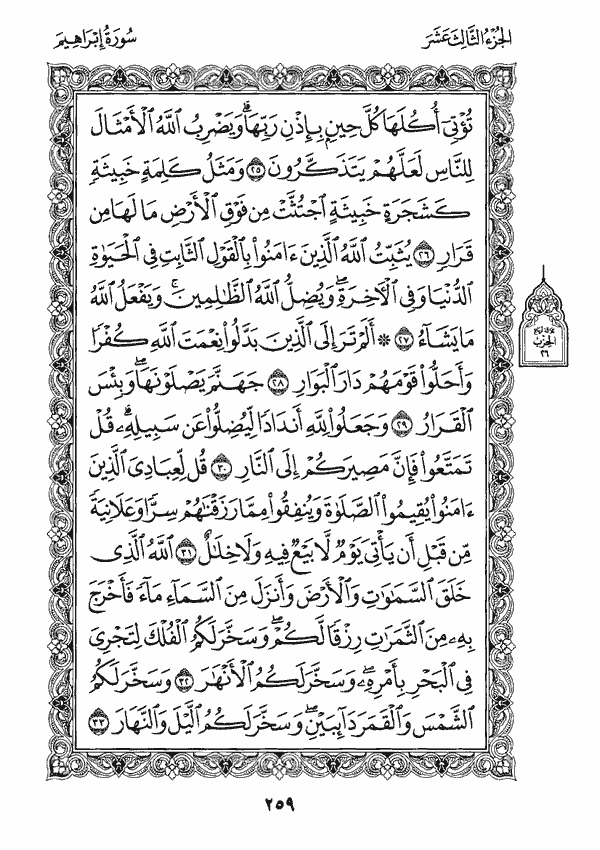 الجزء الثالث عشر
سورة إبراهيم
تُؤْتِىٓ أُكُلَهَا كُلَّ حِينٍۭ بِإِذْنِ رَبِّهَاۗ وَيَضْرِبُ ٱللَّهُ ٱلْأَمْثَالَ
لِلنَّاسِ لَعَلَّهُمْ يَتَذَكَّرُونَ ٢٥ وَمَثَلُ كَلِمَةٍ خَبِيثَةٍ
كَشَجَرَةٍ خَبِيثَةٍ ٱجْتُثَّتْ مِن فَوْقِ ٱلْأَرْضِ مَا لَهَا مِن
قَرَارٍ ٢٦ يُثَبِّتُ ٱللَّهُ ٱلَّذِينَ ءَامَنُوا۟ بِٱلْقَوْلِ ٱلثَّابِتِ فِى ٱلْحَيَوٰةِ
ٱلدُّنْيَا وَفِى ٱلْءَاخِرَةِۖ وَيُضِلُّ ٱللَّهُ ٱلظَّٰلِمِينَۚ وَيَفْعَلُ ٱللَّهُ
مَا يَشَآءُ ٢٧ ۞ أَلَمْ تَرَ إِلَى ٱلَّذِينَ بَدَّلُوا۟ نِعْمَتَ ٱللَّهِ كُفْرًا
وَأَحَلُّوا۟ قَوْمَهُمْ دَارَ ٱلْبَوَارِ ٢٨ جَهَنَّمَ يَصْلَوْنَهَاۖ وَبِئْسَ
ٱلْقَرَارُ ٢٩ وَجَعَلُوا۟ لِلَّهِ أَندَادًا لِّيُضِلُّوا۟ عَن سَبِيلِهِۦۗ قُلْ
تَمَتَّعُوا۟ فَإِنَّ مَصِيرَكُمْ إِلَى ٱلنَّارِ ٣٠ قُل لِّعِبَادِىَ ٱلَّذِينَ
ءَامَنُوا۟ يُقِيمُوا۟ ٱلصَّلَوٰةَ وَيُنفِقُوا۟ مِمَّا رَزَقْنَٰهُمْ سِرًّا وَعَلَانِيَةً
مِّن قَبْلِ أَن يَأْتِىَ يَوْمٌ لَّا بَيْعٌ فِيهِ وَلَا خِلَٰلٌ ٣١ ٱللَّهُ ٱلَّذِى
خَلَقَ ٱلسَّمَٰوَٰتِ وَٱلْأَرْضَ وَأَنزَلَ مِنَ ٱلسَّمَآءِ مَآءً فَأَخْرَجَ
بِهِۦ مِنَ ٱلثَّمَرَٰتِ رِزْقًا لَّكُمْۖ وَسَخَّرَ لَكُمُ ٱلْفُلْكَ لِتَجْرِىَ
فِى ٱلْبَحْرِ بِأَمْرِهِۦۖ وَسَخَّرَ لَكُمُ ٱلْأَنْهَٰرَ ٣٢ وَسَخَّرَ لَكُمُ
ٱلشَّمْسَ وَٱلْقَمَرَ دَآئِبَيْنِۖ وَسَخَّرَ لَكُمُ ٱلَّيْلَ وَٱلنَّهَارَ ٣٣
الحزب
٢٦
٢٥٩